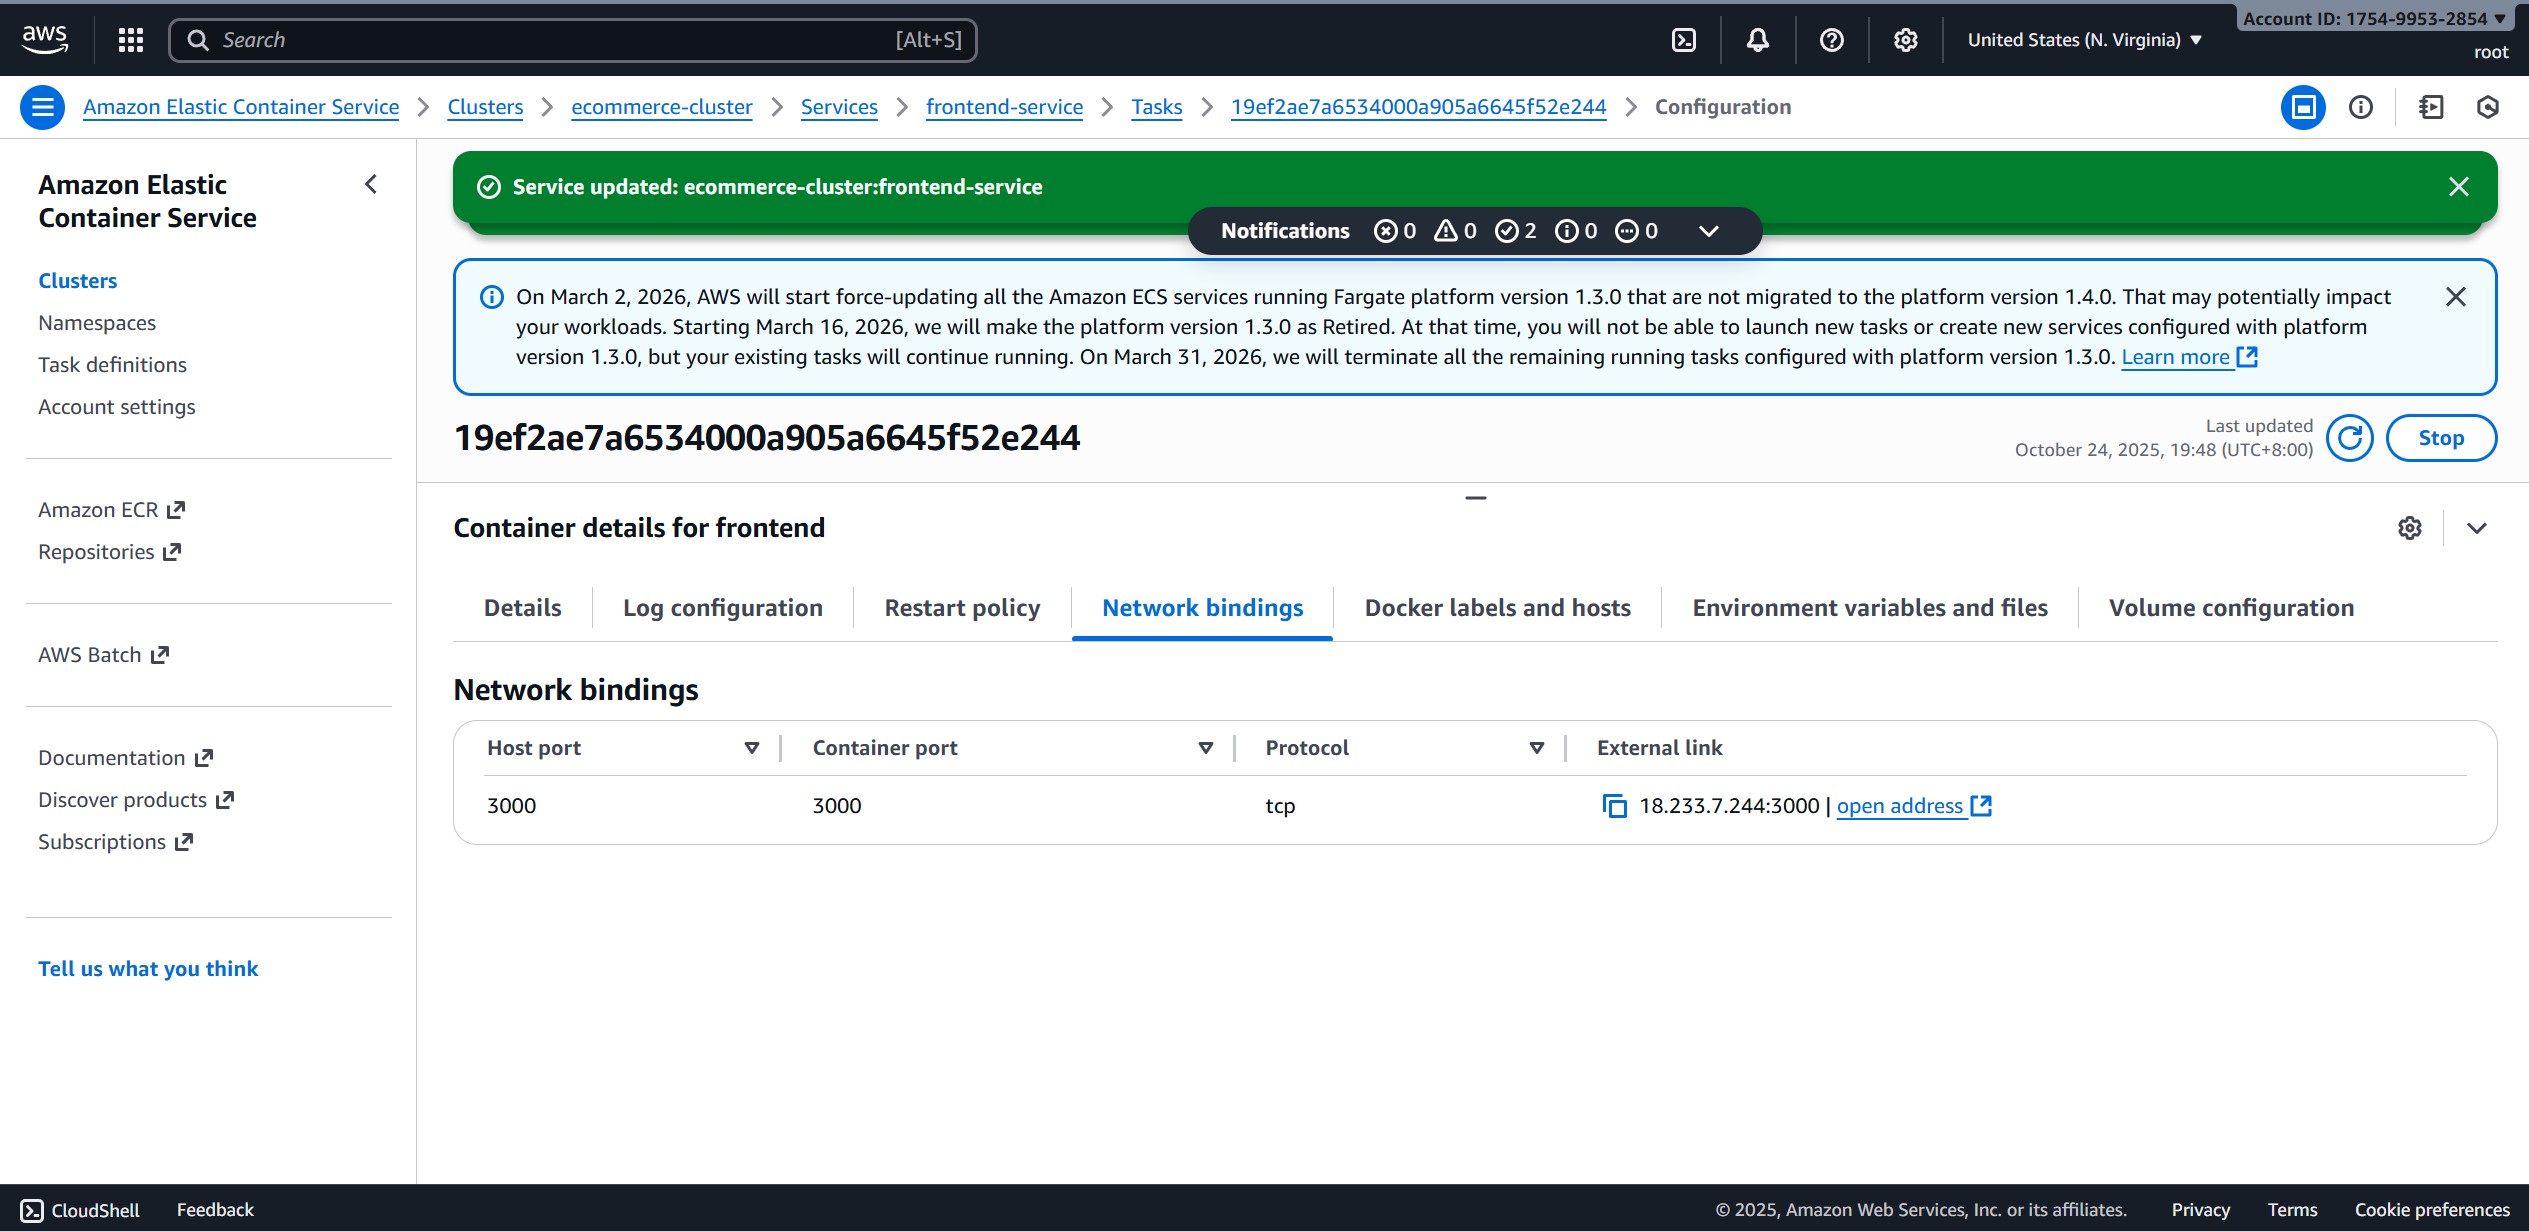 aws
Search [Alt+S]
United States (N. Virginia)
Account ID: 1754-9953-2854
root
Amazon Elastic Container Service
Clusters
ecommerce-cluster
Services
frontend-service
Tasks
19ef2ae7a6534000a905a6645f52e244
Configuration
Amazon Elastic
Container Service
Clusters
Namespaces
Task definitions
Account settings
Amazon ECR
Repositories
AWS Batch
Documentation
Discover products
Subscriptions
Tell us what you think
Service updated: ecommerce-cluster:frontend-service
Notifications 0 0 2 0 0
On March 2, 2026, AWS will start force-updating all the Amazon ECS services running Fargate platform version 1.3.0 that are not migrated to the platform version 1.4.0. That may potentially impact
your workloads. Starting March 16, 2026, we will make the platform version 1.3.0 as Retired. At that time, you will not be able to launch new tasks or create new services configured with platform
version 1.3.0, but your existing tasks will continue running. On March 31, 2026, we will terminate all the remaining running tasks configured with platform version 1.3.0. Learn more
19ef2ae7a6534000a905a6645f52e244
Last updated
October 24, 2025, 19:48 (UTC+8:00)
Stop
Container details for frontend
Details
Log configuration
Restart policy
Network bindings
Docker labels and hosts
Environment variables and files
Volume configuration
Network bindings
Host port Container port Protocol External link
3000 3000 tcp 18.233.7.244:3000 | open address
CloudShell Feedback
© 2025, Amazon Web Services, Inc. or its affiliates. Privacy Terms Cookie preferences